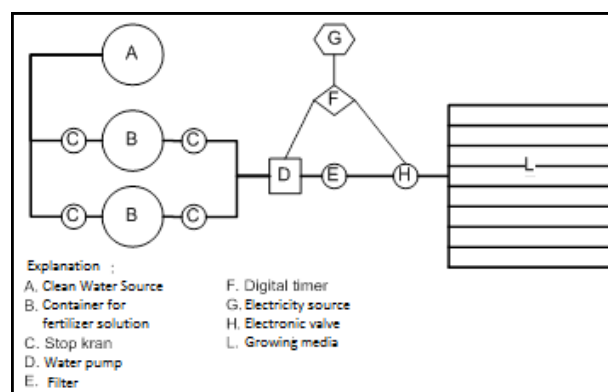 G
A
F
C B C
D E H L
C B C
Explanation :
A. Clean Water Source
B. Container for
fertilizer solution
C. Stop kran
D. Water pump
E. Filter
F. Digital timer
G. Electricity source
H. Electronic valve
L. Growing media